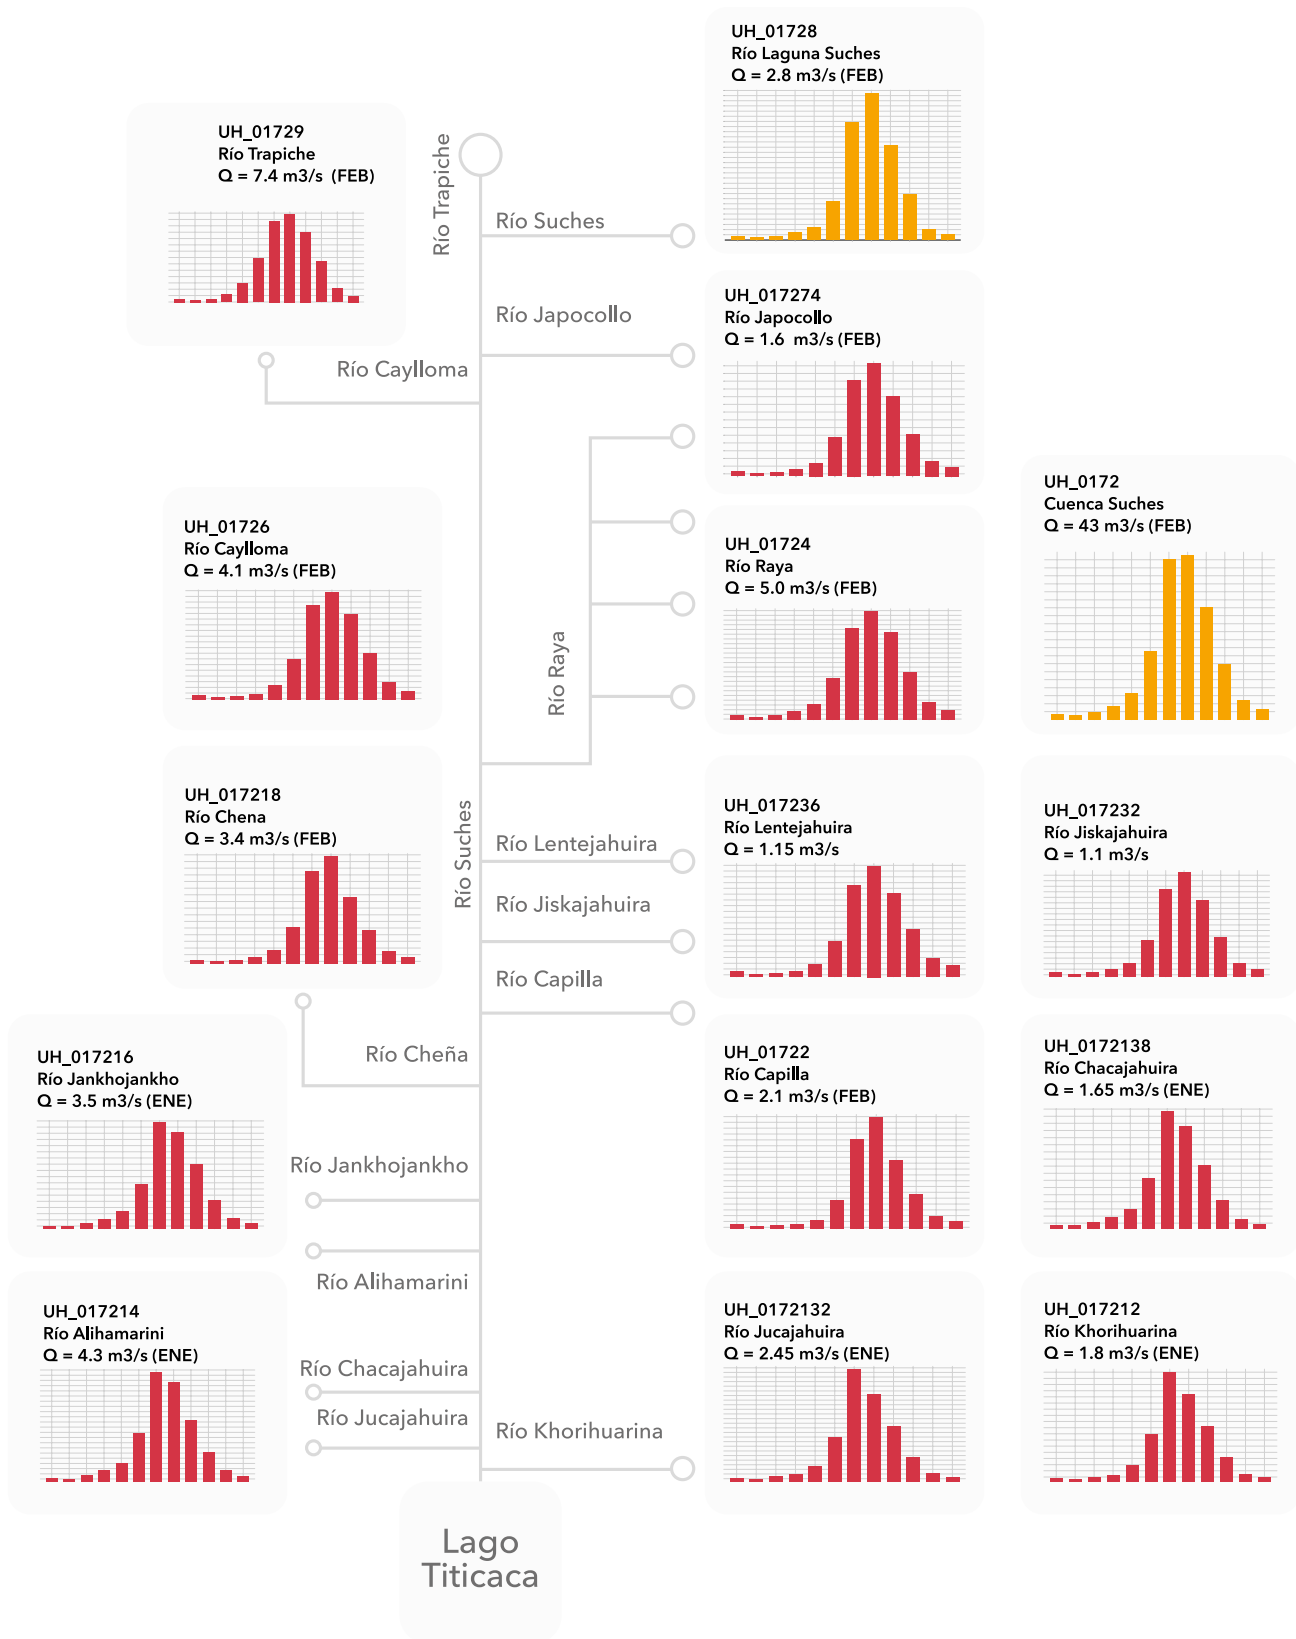 UH_01728
Río Laguna Suches
Q = 2.8 m3/s (FEB)
UH_01729
Río Trapiche
Q = 7.4 m3/s (FEB)
Río Trapiche
Río Suches
Río Japocollo
UH_017274
Río Japocollo
Q = 1.6 m3/s (FEB)
Río Caylloma
UH_0172
Cuenca Suches
Q = 43 m3/s (FEB)
UH_01726
Río Caylloma
Q = 4.1 m3/s (FEB)
UH_01724
Río Raya
Q = 5.0 m3/s (FEB)
Río Raya
UH_017218
Río Chena
Q = 3.4 m3/s (FEB)
Río Suches
Río Lentejahuira
UH_017236
Río Lentejahuira
Q = 1.15 m3/s
UH_017232
Río Jiskajahuira
Q = 1.1 m3/s
Río Jiskajahuira
Río Capilla
Río Cheña
UH_017216
Río Jankhojankho
Q = 3.5 m3/s (ENE)
UH_01722
Río Capilla
Q = 2.1 m3/s (FEB)
UH_0172138
Río Chacajahuira
Q = 1.65 m3/s (ENE)
Río Jankhojankho
Río Alihamarini
UH_017214
Río Alihamarini
Q = 4.3 m3/s (ENE)
UH_0172132
Río Jucajahuira
Q = 2.45 m3/s (ENE)
UH_017212
Río Khorihuarina
Q = 1.8 m3/s (ENE)
Río Chacajahuira
Río Jucajahuira
Río Khorihuarina
Lago
Titicaca